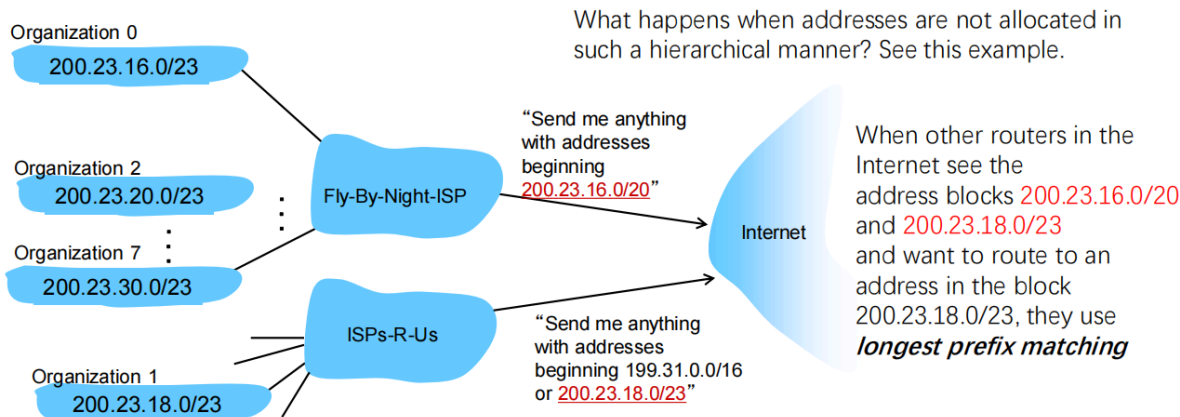 What happens when addresses are not allocated in
such a hierarchical manner? See this example.
Organization 0
200.23.16.0/23
Organization 2
200.23.20.0/23
Organization 7
200.23.30.0/23
Organization 1
200.23.18.0/23
Fly-By-Night-ISP
ISPs-R-Us
“Send me anything
with addresses
beginning
200.23.16.0/20”
“Send me anything
with addresses
beginning 199.31.0.0/16
or 200.23.18.0/23”
Internet
When other routers in the
Internet see the
address blocks 200.23.16.0/20
and 200.23.18.0/23
and want to route to an
address in the block
200.23.18.0/23, they use
longest prefix matching